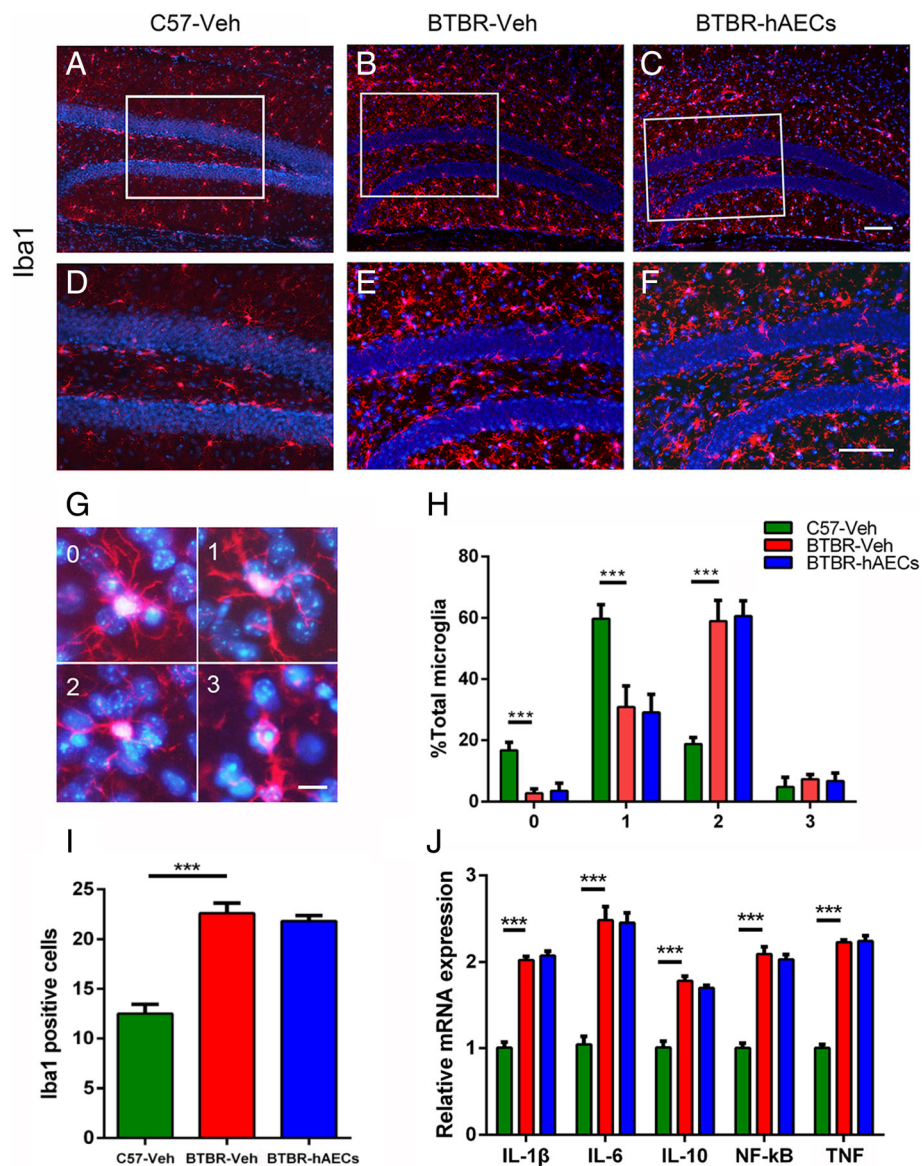 C57-Veh BTBR-Veh BTBR-hAECs
Iba1
A B C
D E F
G
0 1
2 3
H
C57-Veh
BTBR-Veh
BTBR-hAECs
%Total microglia
80
60
40
20
0
*** *** ***
0 1 2 3
I
Iba1 positive cells
25
20
15
10
5
0
***
C57-Veh BTBR-Veh BTBR-hAECs
J
Relative mRNA expression
3
2
1
0
*** *** *** *** ***
IL-1β IL-6 IL-10 NF-kB TNF